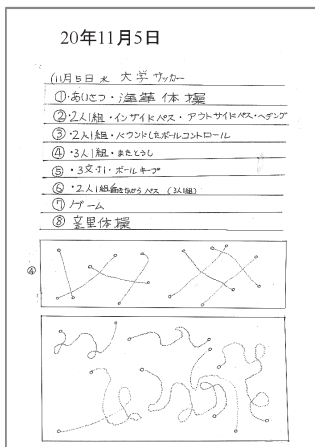 20年11月5日
11月5日 水 大学 サッカー
①・あいさつ・準備体操
②・2人1組・インサイドパス・アウトサイドパス・ヘディング
③・2人1組・バウンドしたボールコントロール
④・3人1組・またとうし
⑤・3文寸1・ボールキープ
⑥・2人1組動きながらパス (3人1組)
⑦ゲーム
⑧整理体操
④